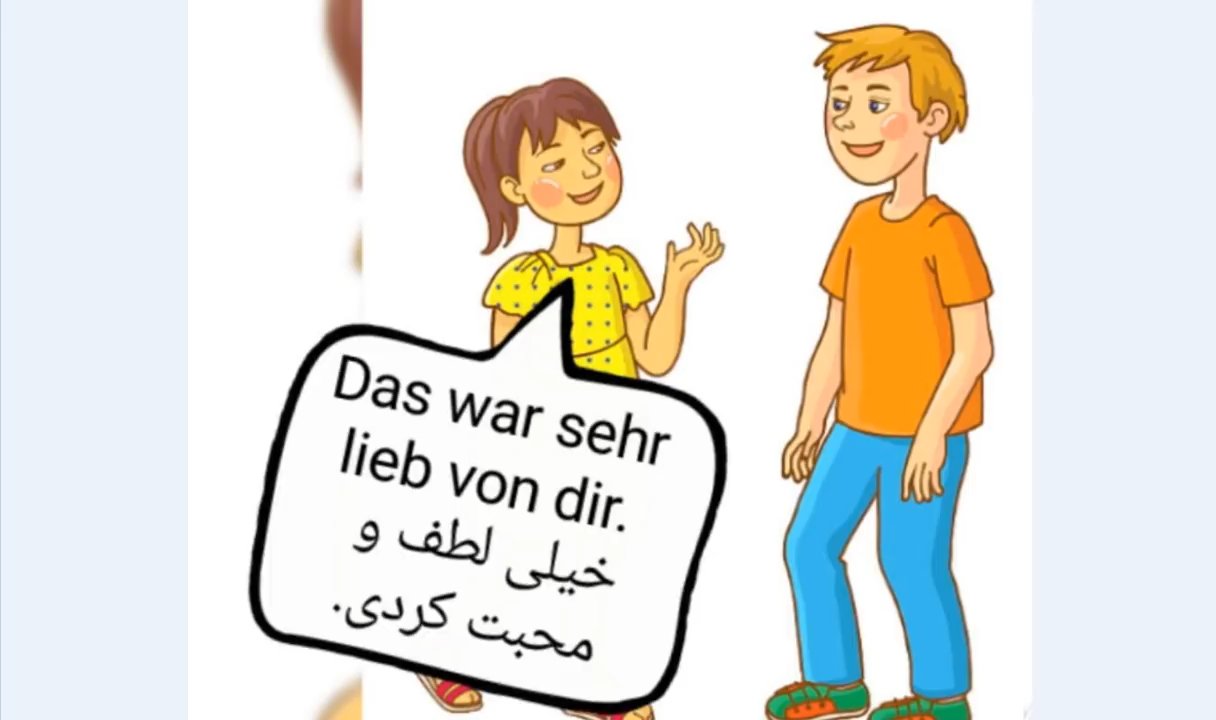 Das war sehr
lieb von dir.
خیلی لطف و
محبت کردی.